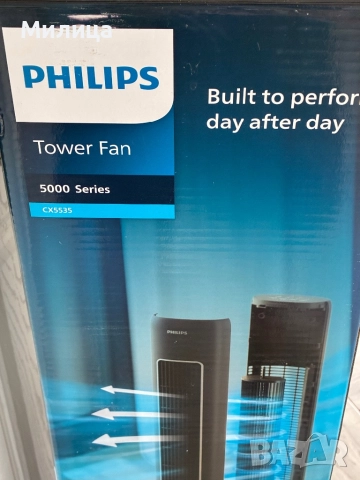 Милица
PHILIPS
Built to perfor
day after day
Tower Fan
5000 Series
CX5535
PHILIPS
BAZAR